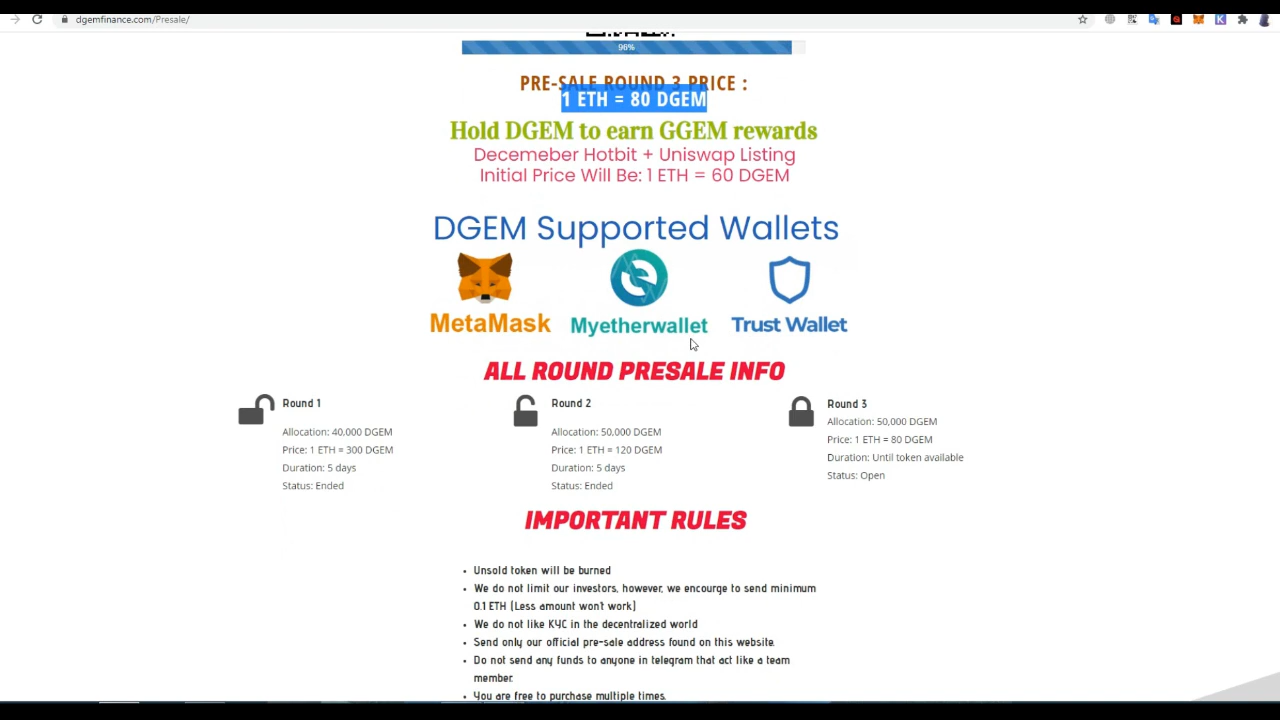 dgemfinance.com/Presale/
96%
PRE-SALE ROUND 3 PRICE :
1 ETH = 80 DGEM
Hold DGEM to earn GGEM rewards
Decemeber Hotbit + Uniswap Listing
Initial Price Will Be: 1 ETH = 60 DGEM
DGEM Supported Wallets
MetaMask
Myetherwallet
Trust Wallet
ALL ROUND PRESALE INFO
Round 1
Allocation: 40,000 DGEM
Price: 1 ETH = 300 DGEM
Duration: 5 days
Status: Ended
Round 2
Allocation: 50,000 DGEM
Price: 1 ETH = 120 DGEM
Duration: 5 days
Status: Ended
Round 3
Allocation: 50,000 DGEM
Price: 1 ETH = 80 DGEM
Duration: Until token available
Status: Open
IMPORTANT RULES
• Unsold token will be burned
• We do not limit our investors, however, we encourge to send minimum
0.1 ETH (Less amount won't work)
• We do not like KYC in the decentralized world
• Send only our official pre-sale address found on this website.
• Do not send any funds to anyone in telegram that act like a team
member.
• You are free to purchase multiple times.